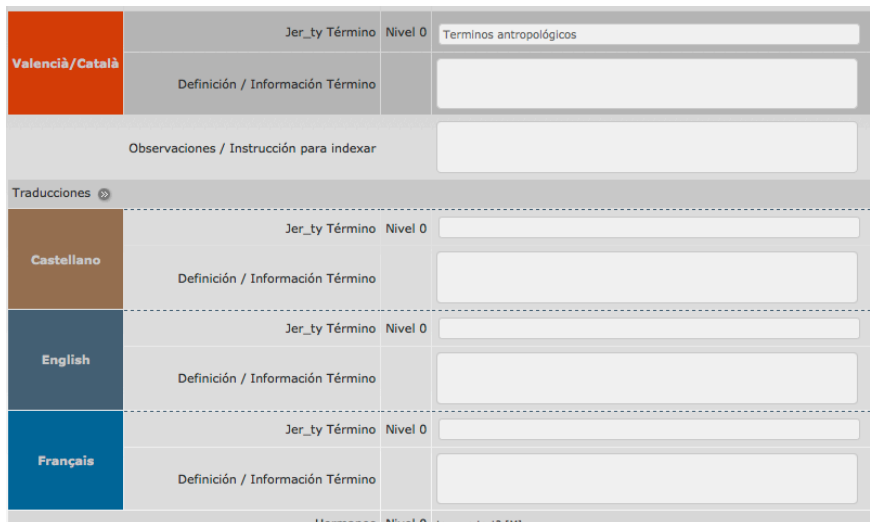 Jer_ty Término Nivel 0 Terminos antropológicos
Valencià/Català
Definición / Información Término
Observaciones / Instrucción para indexar
Traducciones
Jer_ty Término Nivel 0
Castellano
Definición / Información Término
Jer_ty Término Nivel 0
English
Definición / Información Término
Jer_ty Término Nivel 0
Français
Definición / Información Término
Nivel 0